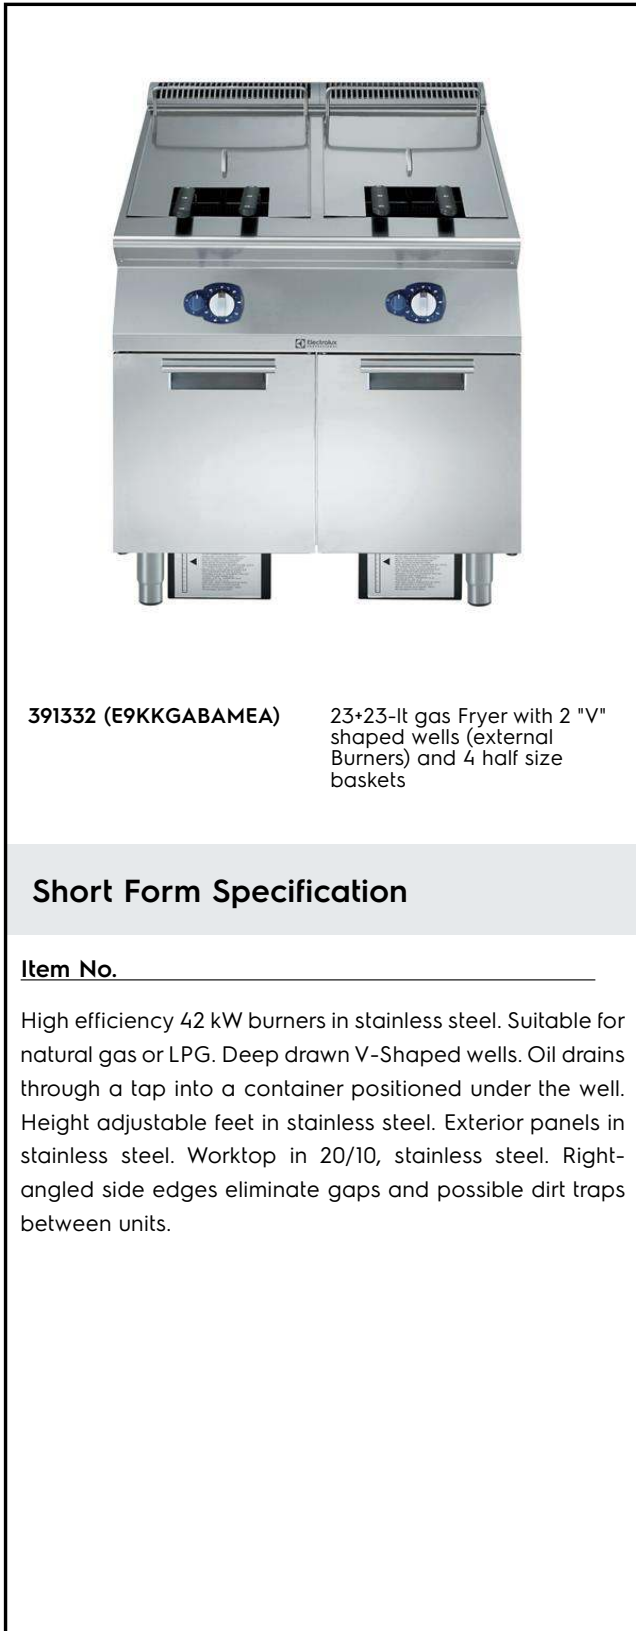 Electrolux
391332 (E9KKGABAMEA)
23+23-lt gas Fryer with 2 "V"
shaped wells (external
Burners) and 4 half size
baskets
Short Form Specification
Item No.
High efficiency 42 kW burners in stainless steel. Suitable for
natural gas or LPG. Deep drawn V-Shaped wells. Oil drains
through a tap into a container positioned under the well.
Height adjustable feet in stainless steel. Exterior panels in
stainless steel. Worktop in 20/10, stainless steel. Right-
angled side edges eliminate gaps and possible dirt traps
between units.